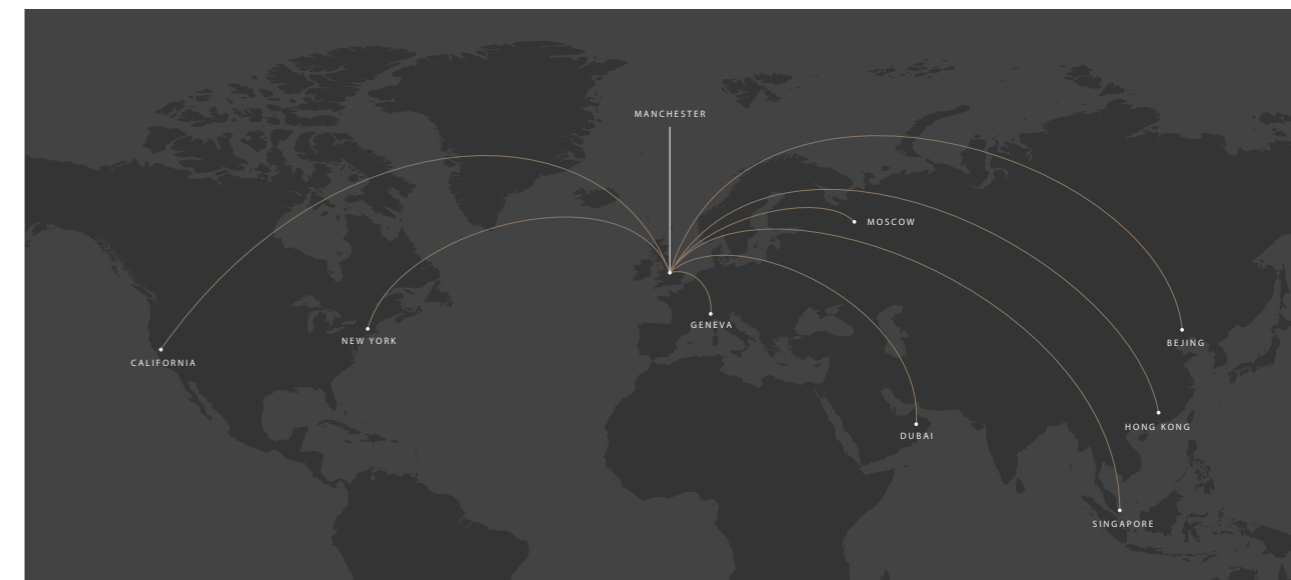 MANCHESTER
MOSCOW
GENEVA
NEW YORK
BEJING
CALIFORNIA
HONG KONG
DUBAI
SINGAPORE